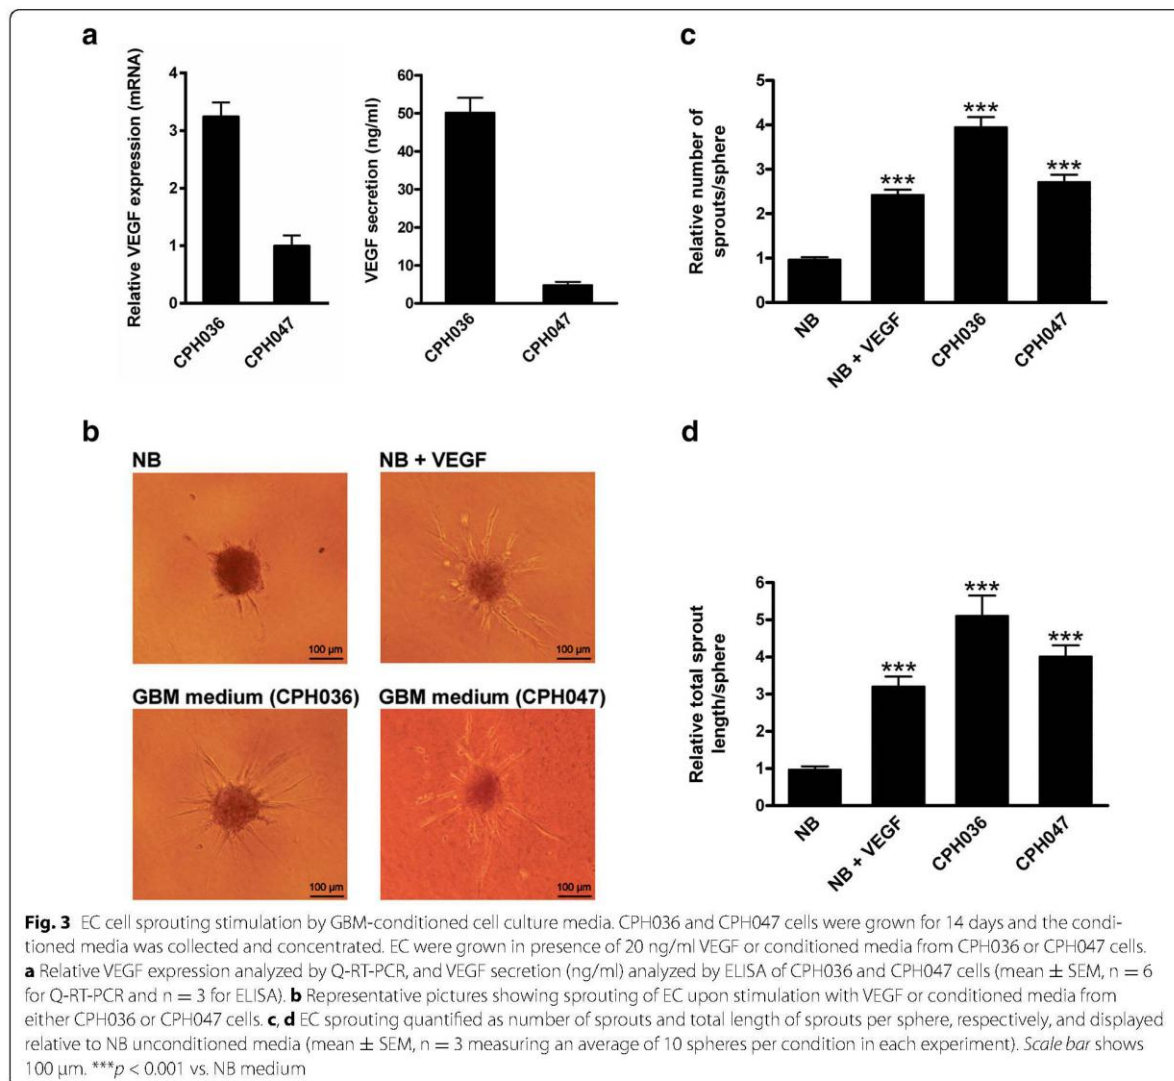 a
Relative VEGF expression (mRNA)
4
3
2
1
0
CPH036
CPH047
VEGF secretion (ng/ml)
60
50
40
30
20
10
0
CPH036
CPH047
c
Relative number of
sprouts/sphere
5
4
3
2
1
0
***
***
***
NB
NB + VEGF
CPH036
CPH047
b
NB
100 µm
NB + VEGF
100 µm
GBM medium (CPH036)
100 µm
GBM medium (CPH047)
100 µm
d
Relative total sprout
length/sphere
6
5
4
3
2
1
0
***
***
***
NB
NB + VEGF
CPH036
CPH047
Fig. 3 EC cell sprouting stimulation by GBM-conditioned cell culture media. CPH036 and CPH047 cells were grown for 14 days and the condi-
tioned media was collected and concentrated. EC were grown in presence of 20 ng/ml VEGF or conditioned media from CPH036 or CPH047 cells.
a Relative VEGF expression analyzed by Q-RT-PCR, and VEGF secretion (ng/ml) analyzed by ELISA of CPH036 and CPH047 cells (mean ± SEM, n = 6
for Q-RT-PCR and n = 3 for ELISA). b Representative pictures showing sprouting of EC upon stimulation with VEGF or conditioned media from
either CPH036 or CPH047 cells. c, d EC sprouting quantified as number of sprouts and total length of sprouts per sphere, respectively, and displayed
relative to NB unconditioned media (mean ± SEM, n = 3 measuring an average of 10 spheres per condition in each experiment). Scale bar shows
100 µm. ***p < 0.001 vs. NB medium